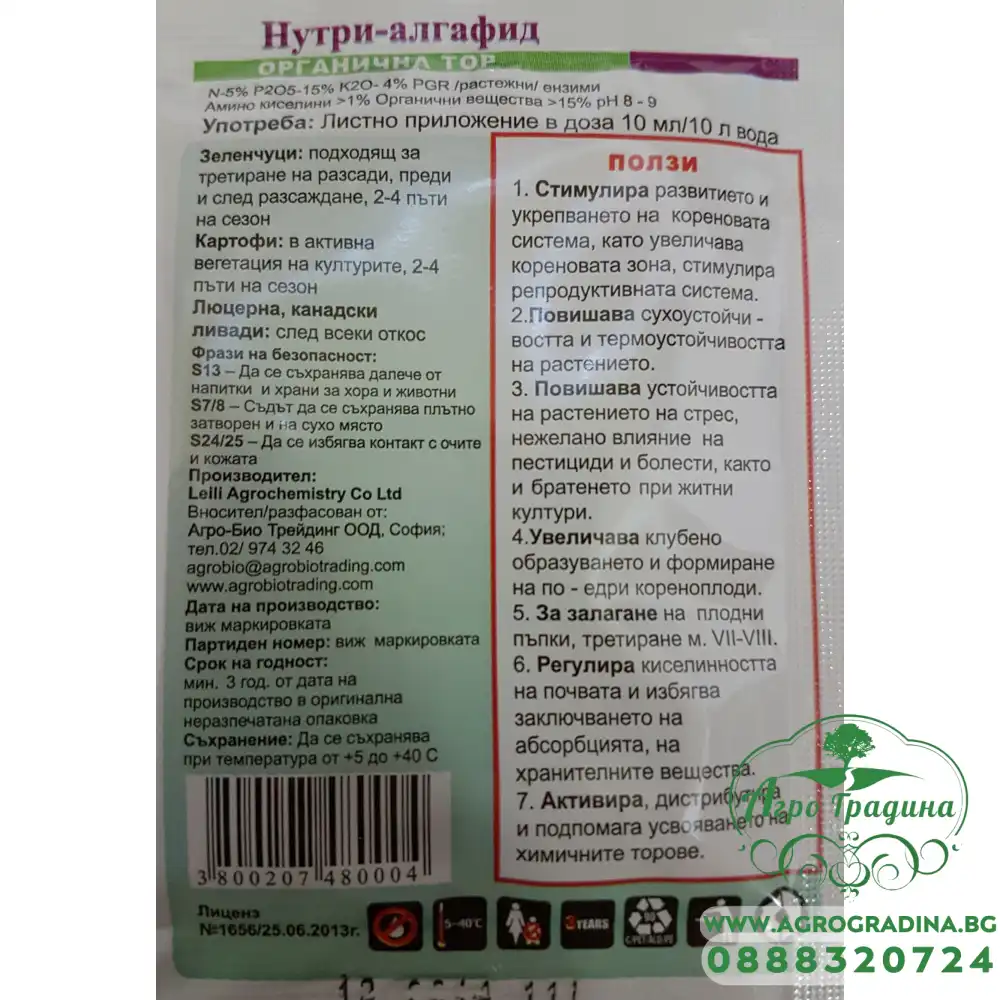 Нутри-алгафид
ОРГАНИЧНА ТОР
N-5% P2O5-15% K2O- 4% PGR /растежни/ ензими
Амино киселини >1% Органични вещества >15% pH 8 - 9
Употреба: Листно приложение в доза 10 мл/10 л вода
Зеленчуци: подходящ за
третиране на разсади, преди
и след разсаждане, 2-4 пъти
на сезон
Картофи: в активна
вегетация на културите, 2-4
пъти на сезон
Люцерна, канадски
ливади: след всеки откос
Фрази на безопасност:
S13 – Да се съхранява далече от
напитки и храни за хора и животни
S7/8 – Съдът да се съхранява плътно
затворен и на сухо място
S24/25 – Да се избягва контакт с очите
и кожата
Производител:
Leili Agrochemistry Co Ltd
Вносител/разфасован от:
Агро-Био Трейдинг ООД, София;
тел.02/ 974 32 46
agrobio@agrobiotrading.com
www.agrobiotrading.com
Дата на производство:
виж маркировката
Партиден номер: виж маркировката
Срок на годност:
мин. 3 год. от дата на
производство в оригинална
неразпечатана опаковка
Съхранение: Да се съхранява
при температура от +5 до +40 С
3 800207 480004
Лиценз
№1656/25.06.2013г.
5-40°C
3 YEARS
90
C/PET-ALU-PE
ПОЛЗИ
1. Стимулира развитието и
укрепването на кореновата
система, като увеличава
кореновата зона, стимулира
репродуктивната система.
2.Повишава сухоустойчи -
востта и термоустойчивостта
на растението.
3. Повишава устойчивостта
на растението на стрес,
нежелано влияние на
пестициди и болести, както
и братенето при житни
култури.
4.Увеличава клубено
образуването и формиране
на по - едри кореноплоди.
5. За залагане на плодни
пъпки, третиране м. VII-VIII.
6. Регулира киселинността
на почвата и избягва
заключването на
абсорбцията, на
хранителните вещества.
7. Активира, дистрибутира
и подпомага усвояването на
химичните торове.
Агро Градина
WWW.AGROGRADINA.BG
0888320724